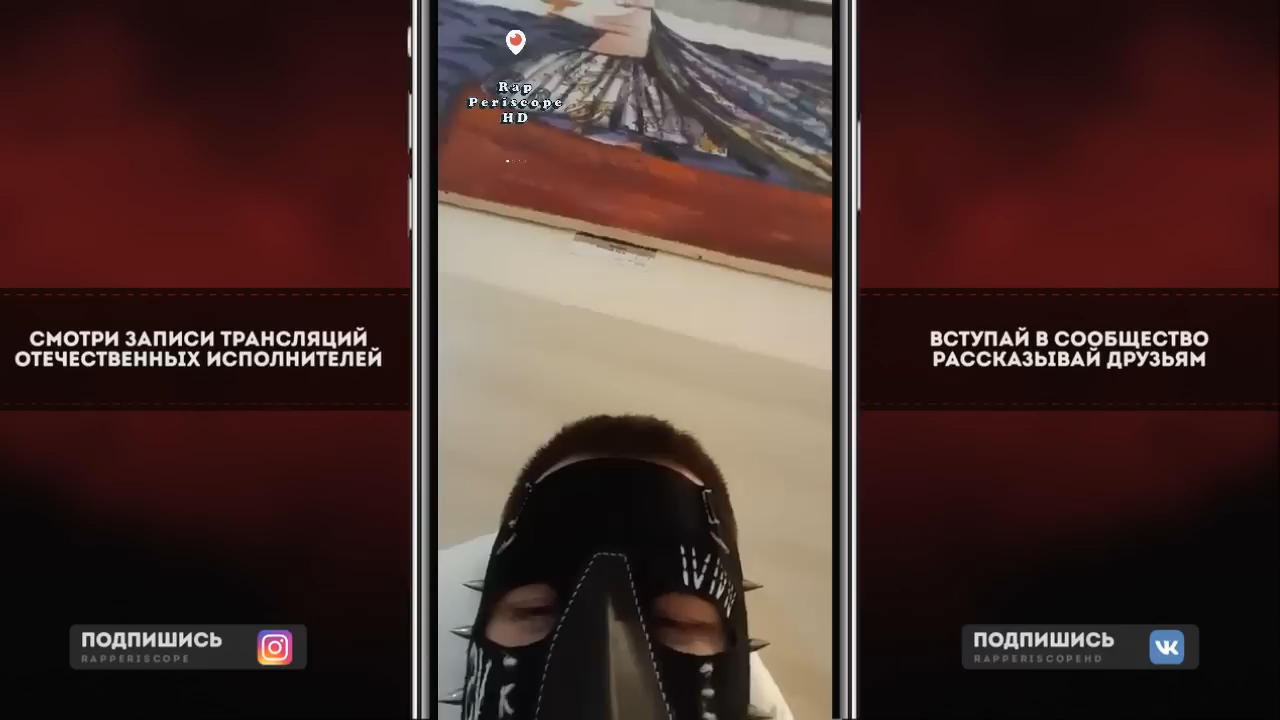 Rap
Periscope
HD
СМОТРИ ЗАПИСИ ТРАНСЛЯЦИЙ
ОТЕЧЕСТВЕННЫХ ИСПОЛНИТЕЛЕЙ
ВСТУПАЙ В СООБЩЕСТВО
РАССКАЗЫВАЙ ДРУЗЬЯМ
ПОДПИШИСЬ
RAPPERISCOPE
ПОДПИШИСЬ
RAPPERISCOPEHD